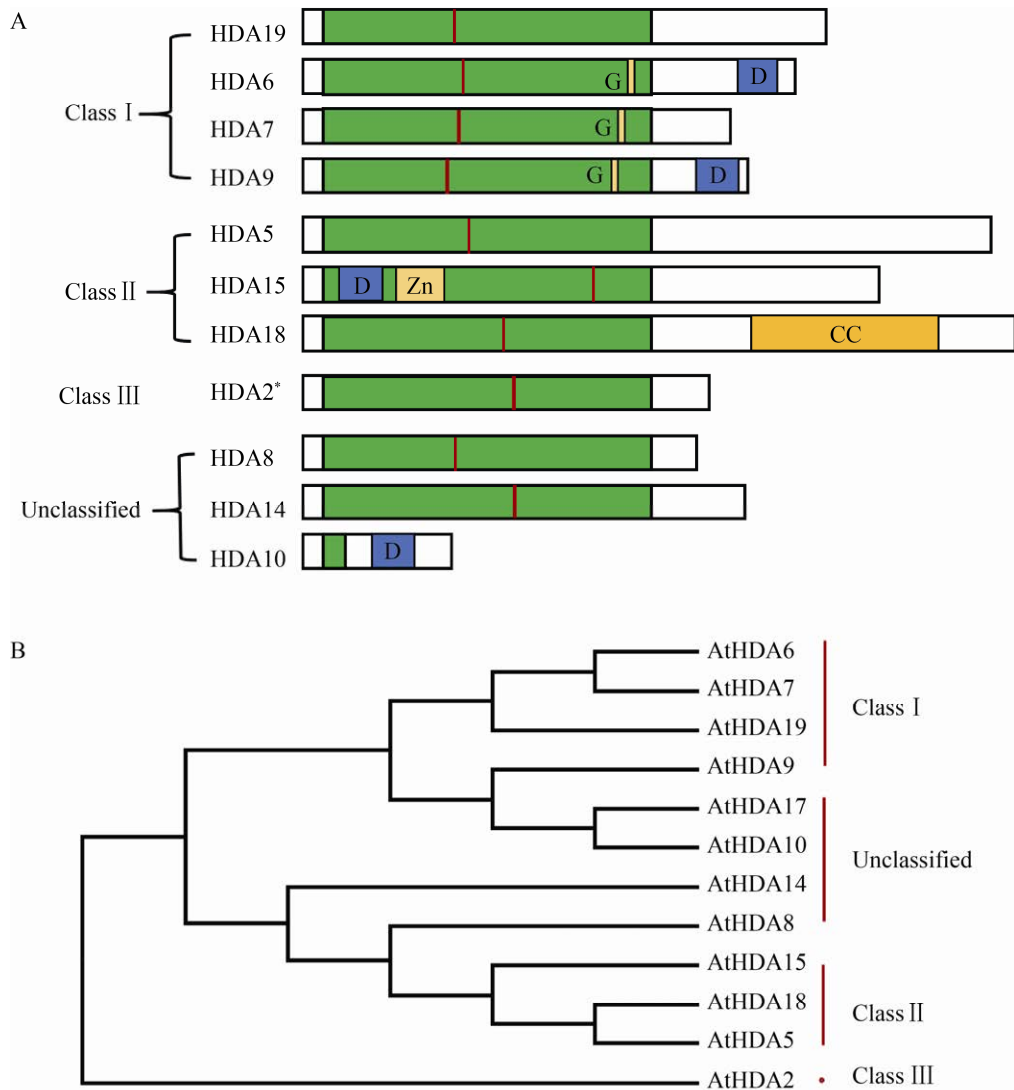 A
Class Ⅰ
HDA19
HDA6
G
D
HDA7
G
HDA9
G
D
Class Ⅱ
HDA5
HDA15
D
Zn
HDA18
CC
Class Ⅲ
HDA2*
Unclassified
HDA8
HDA14
HDA10
D
B
AtHDA6
AtHDA7
AtHDA19
AtHDA9
Class Ⅰ
AtHDA17
AtHDA10
AtHDA14
AtHDA8
Unclassified
AtHDA15
AtHDA18
AtHDA5
Class Ⅱ
AtHDA2
Class Ⅲ